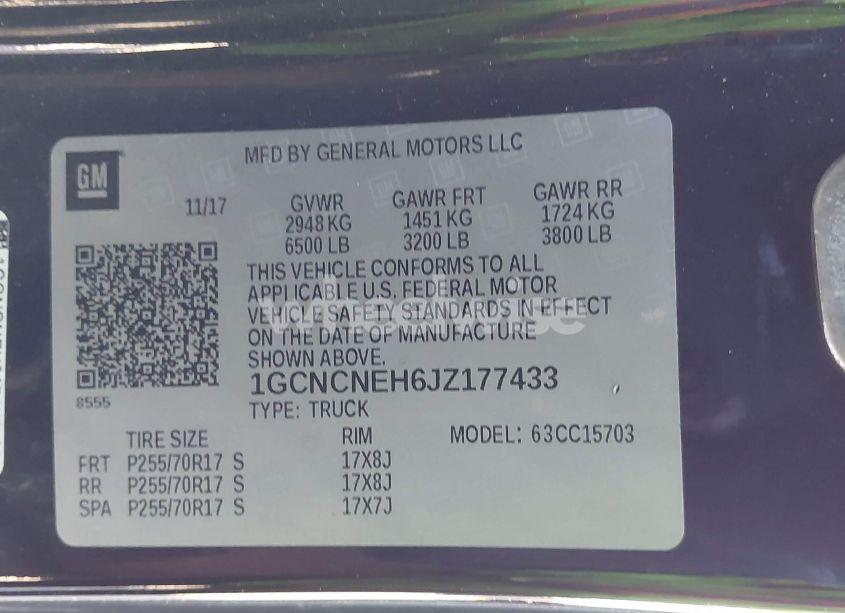 MFD BY GENERAL MOTORS LLC
GM
11/17
GVWR GAWR FRT GAWR RR
2948 KG 1451 KG 1724 KG
6500 LB 3200 LB 3800 LB
THIS VEHICLE CONFORMS TO ALL
APPLICABLE U.S. FEDERAL MOTOR
VEHICLE SAFETY STANDARDS IN EFFECT
ON THE DATE OF MANUFACTURE
SHOWN ABOVE.
1GCNCNEH6JZ177433
8555
TYPE: TRUCK
TIRE SIZE RIM MODEL: 63CC15703
FRT P255/70R17 S 17X8J
RR P255/70R17 S 17X8J
SPA P255/70R17 S 17X7J